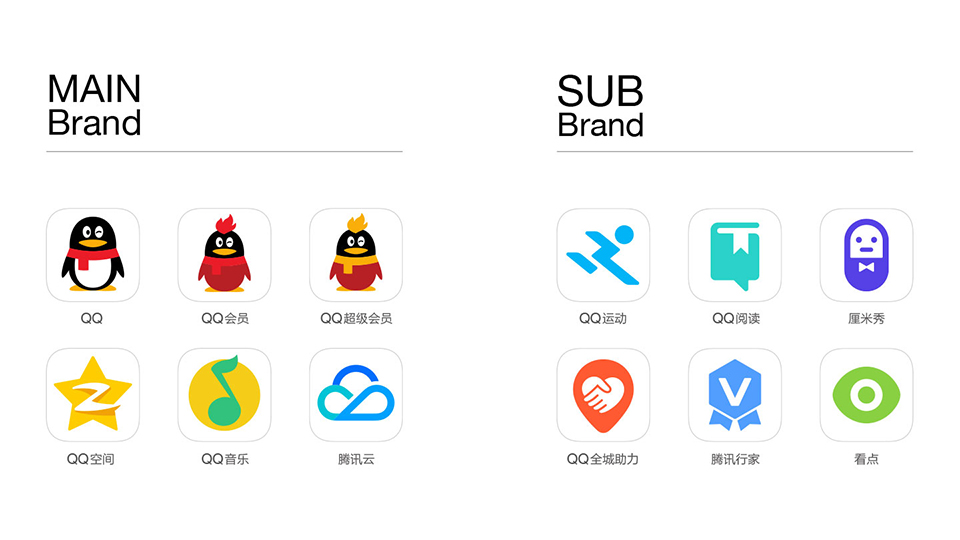 MAIN
Brand
QQ
QQ会员
QQ超级会员
QQ空间
QQ音乐
腾讯云
SUB
Brand
QQ运动
QQ阅读
厘米秀
QQ全城助力
V
腾讯行家
看点